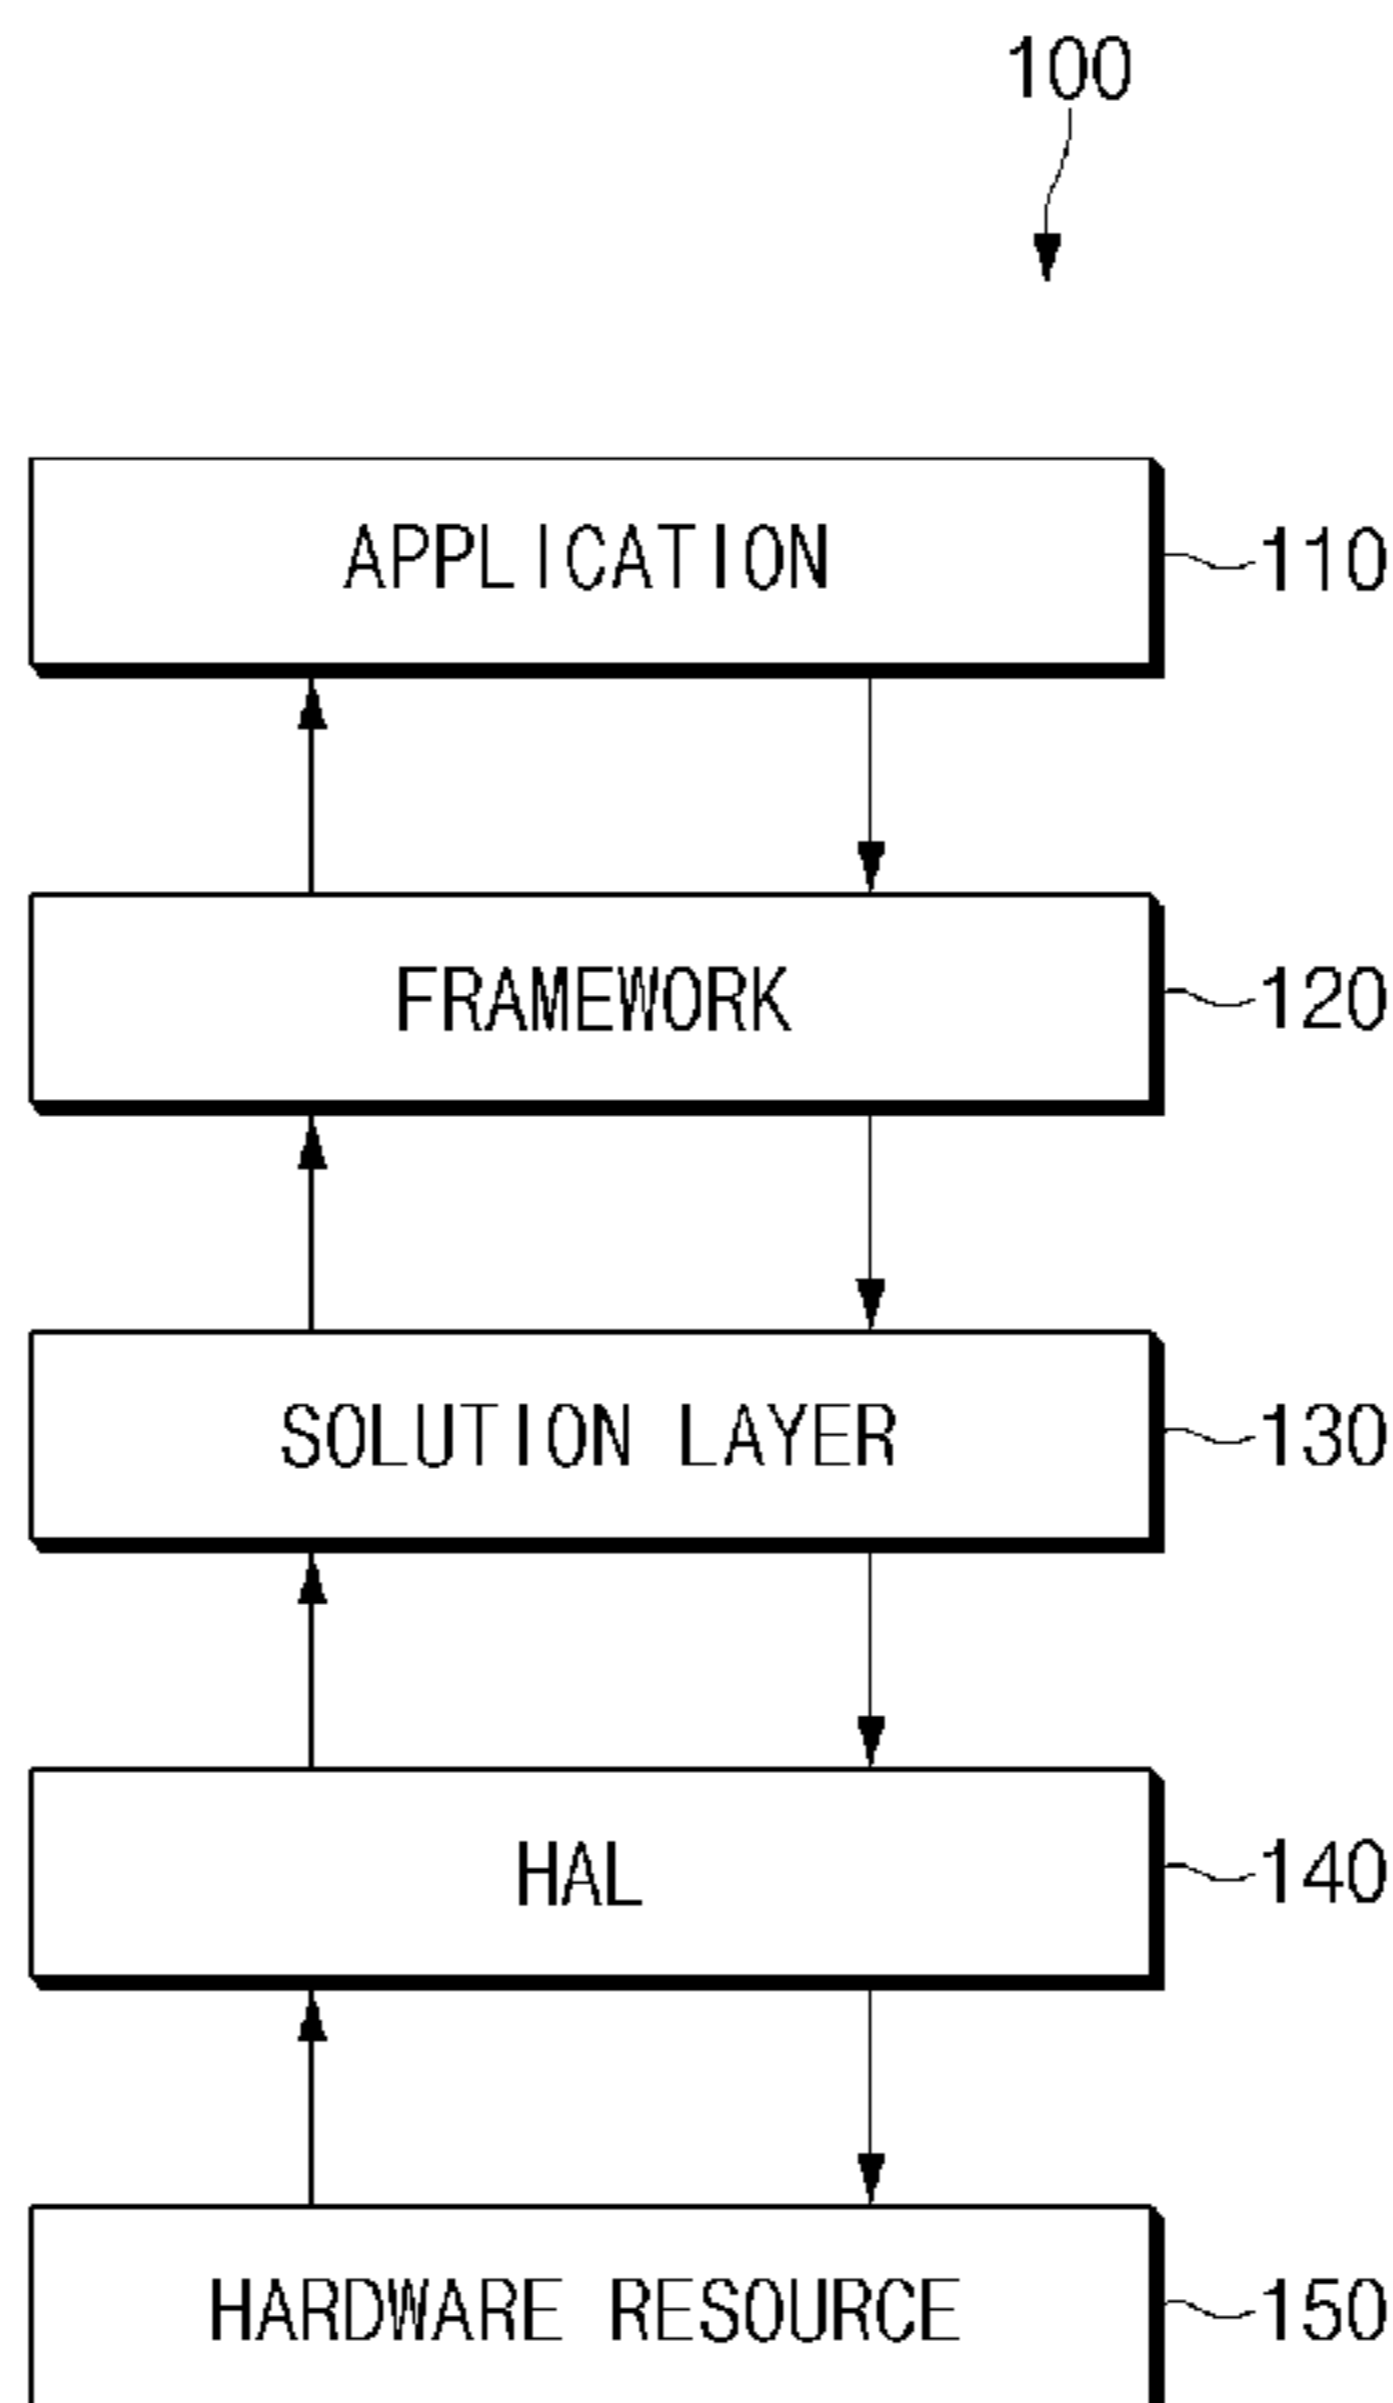 100
APPLICATION
110
FRAMEWORK
120
SOLUTION LAYER
130
HAL
140
HARDWARE RESOURCE
150